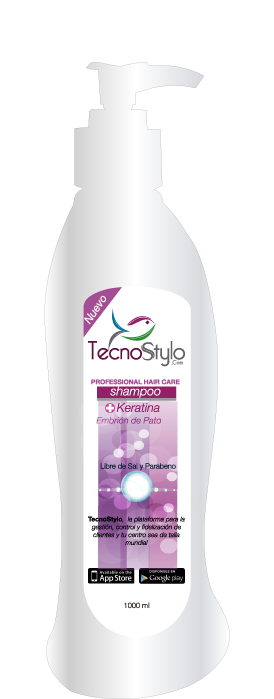 Nuevo
TecnoStylo
.Com
PROFESSIONAL HAIR CARE
shampoo
+ Keratina
Embrión de Pato
Libre de Sal y Parabeno
TecnoStylo, le plataforma para la
gestión, control y fidelización de
clientes y tu centro sea de talla
mundial
Available on the
App Store
DISPONIBLE EN
Google play
1000 ml